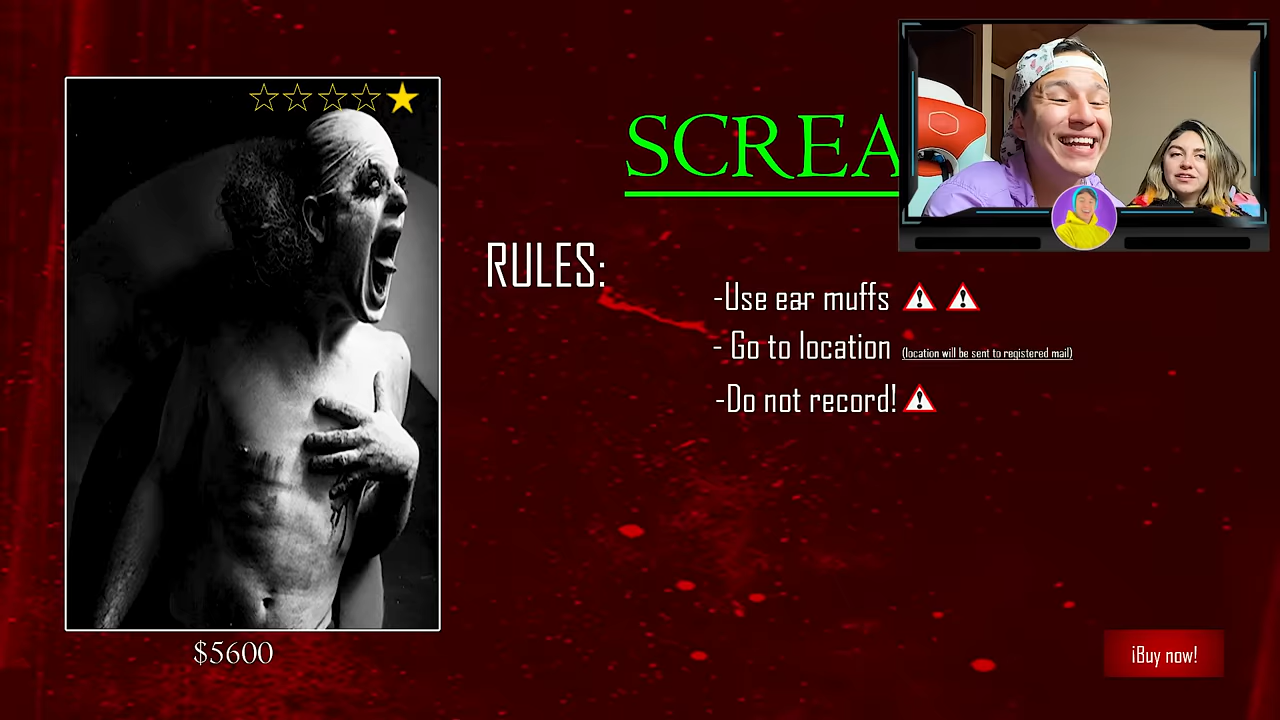 SCREA
RULES:
-Use ear muffs
- Go to location (location will be sent to registered mail)
-Do not record!
$5600
¡Buy now!